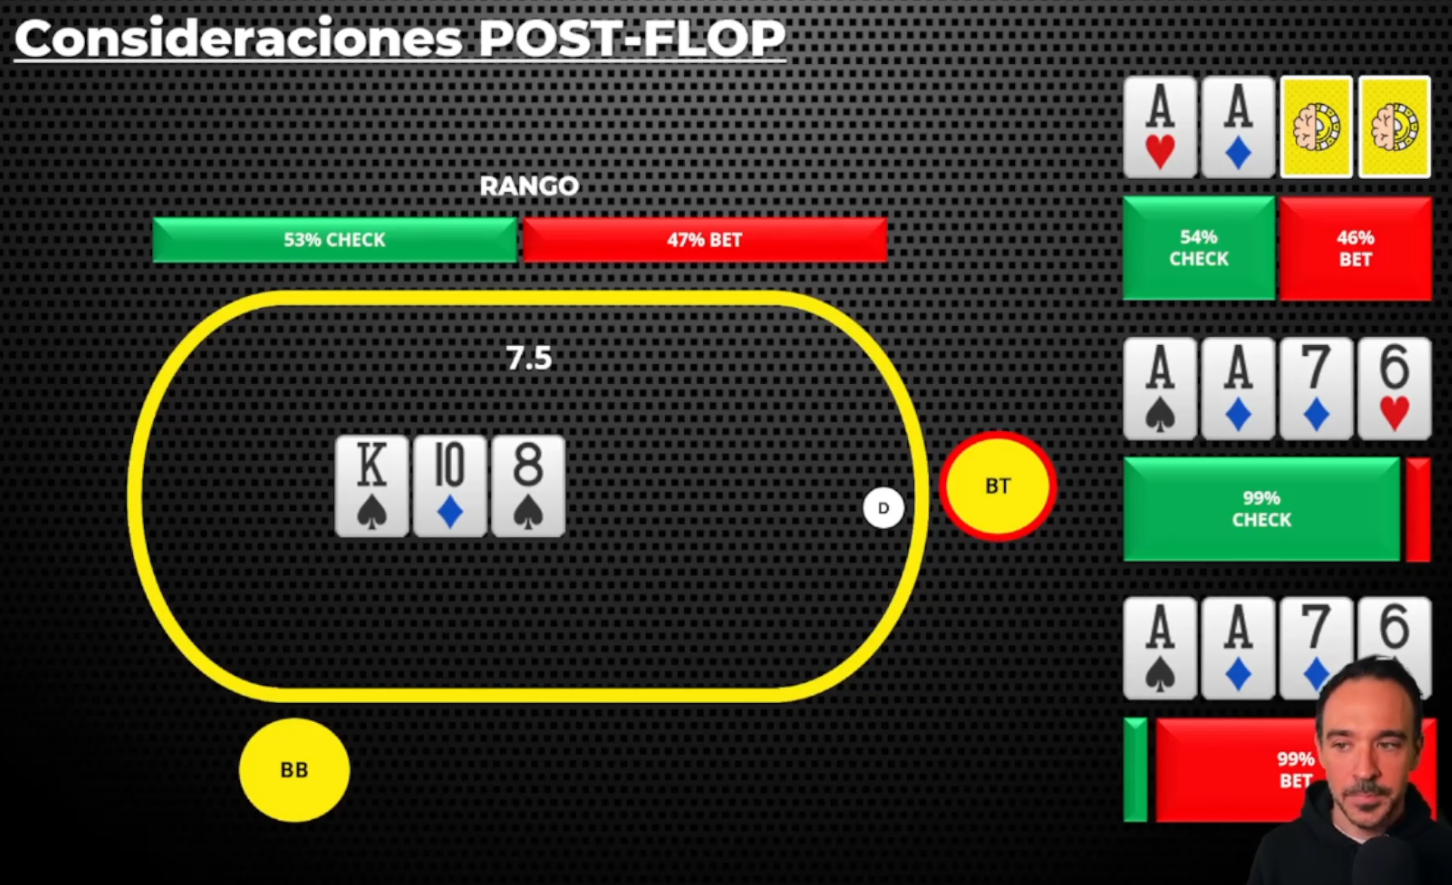 Consideraciones POST-FLOP
RANGO
53% CHECK
47% BET
7.5
K 10 8
D
BT
BB
A A
54%
CHECK
46%
BET
A A 7 6
99%
CHECK
A A 7 6
99%
BET